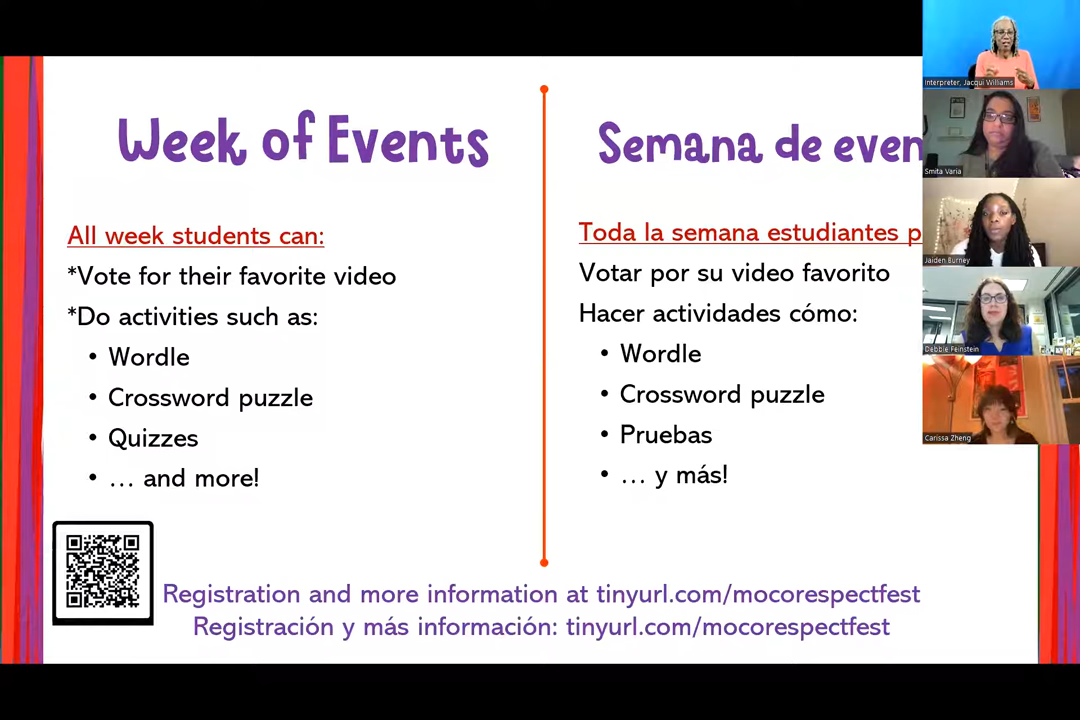 Week of Events
All week students can:
*Vote for their favorite video
*Do activities such as:
• Wordle
• Crossword puzzle
• Quizzes
• ... and more!
Semana de even
Toda la semana estudiantes p
Votar por su video favorito
Hacer actividades cómo:
• Wordle
• Crossword puzzle
• Pruebas
• ... y más!
Registration and more information at tinyurl.com/mocorespectfest
Registración y más información: tinyurl.com/mocorespectfest
Interpreter, Jacqui Williams
Smita Varia
Jaiden Burney
Debbie Feinstein
Carissa Zheng